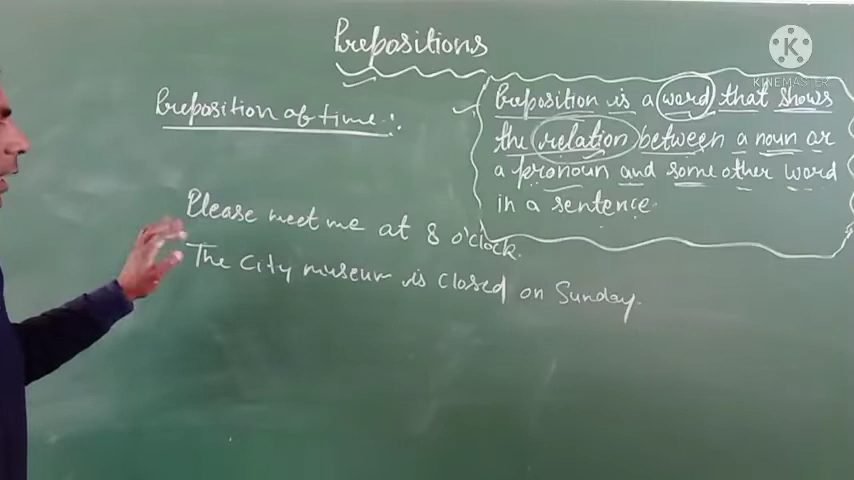 Prepositions
KINEMASTER
Preposition of time:
Preposition is a word that shows
the relation between a noun or
a pronoun and some other word
in a sentence
Please meet me at 8 o'clock.
The City museum is closed on Sunday.